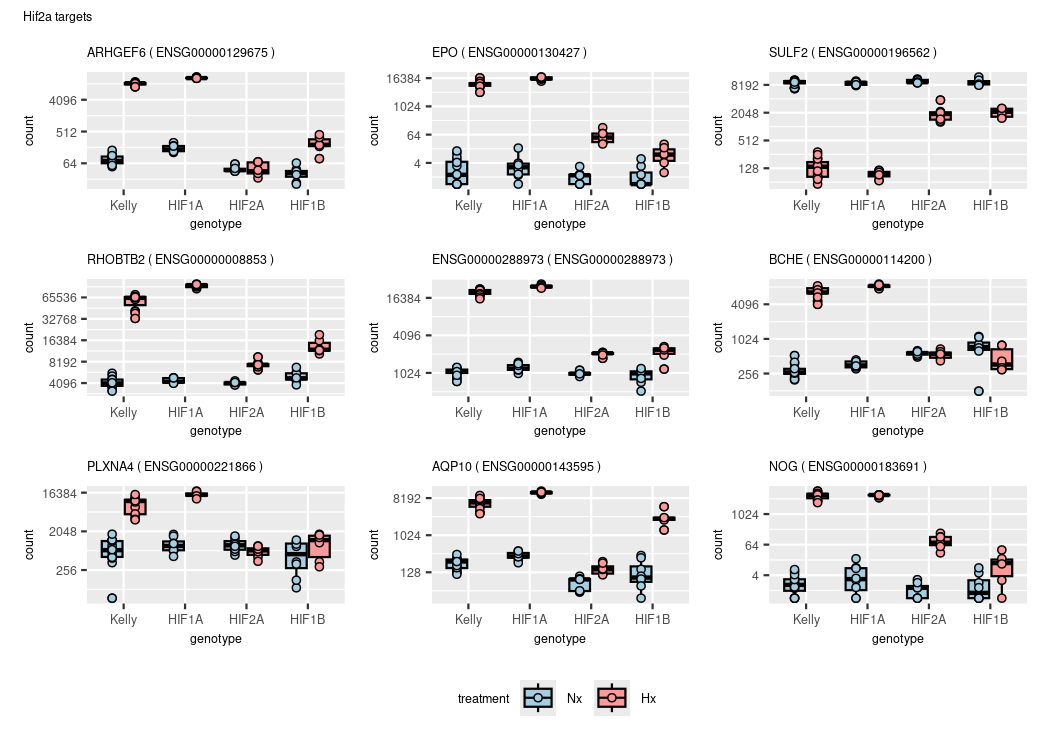 Hif2a targets
ARHGEF6 ( ENSG00000129675 )
EPO ( ENSG00000130427 )
SULF2 ( ENSG00000196562 )
count
4096
512
64
Kelly HIF1A HIF2A HIF1B
genotype
count
16384
1024
64
4
Kelly HIF1A HIF2A HIF1B
genotype
count
8192
2048
512
128
Kelly HIF1A HIF2A HIF1B
genotype
RHOBTB2 ( ENSG00000008853 )
ENSG00000288973 ( ENSG00000288973 )
BCHE ( ENSG00000114200 )
count
65536
32768
16384
8192
4096
Kelly HIF1A HIF2A HIF1B
genotype
count
16384
4096
1024
Kelly HIF1A HIF2A HIF1B
genotype
count
4096
1024
256
Kelly HIF1A HIF2A HIF1B
genotype
PLXNA4 ( ENSG00000221866 )
AQP10 ( ENSG00000143595 )
NOG ( ENSG00000183691 )
count
16384
2048
256
Kelly HIF1A HIF2A HIF1B
genotype
count
8192
1024
128
Kelly HIF1A HIF2A HIF1B
genotype
count
1024
64
4
Kelly HIF1A HIF2A HIF1B
genotype
treatment Nx Hx